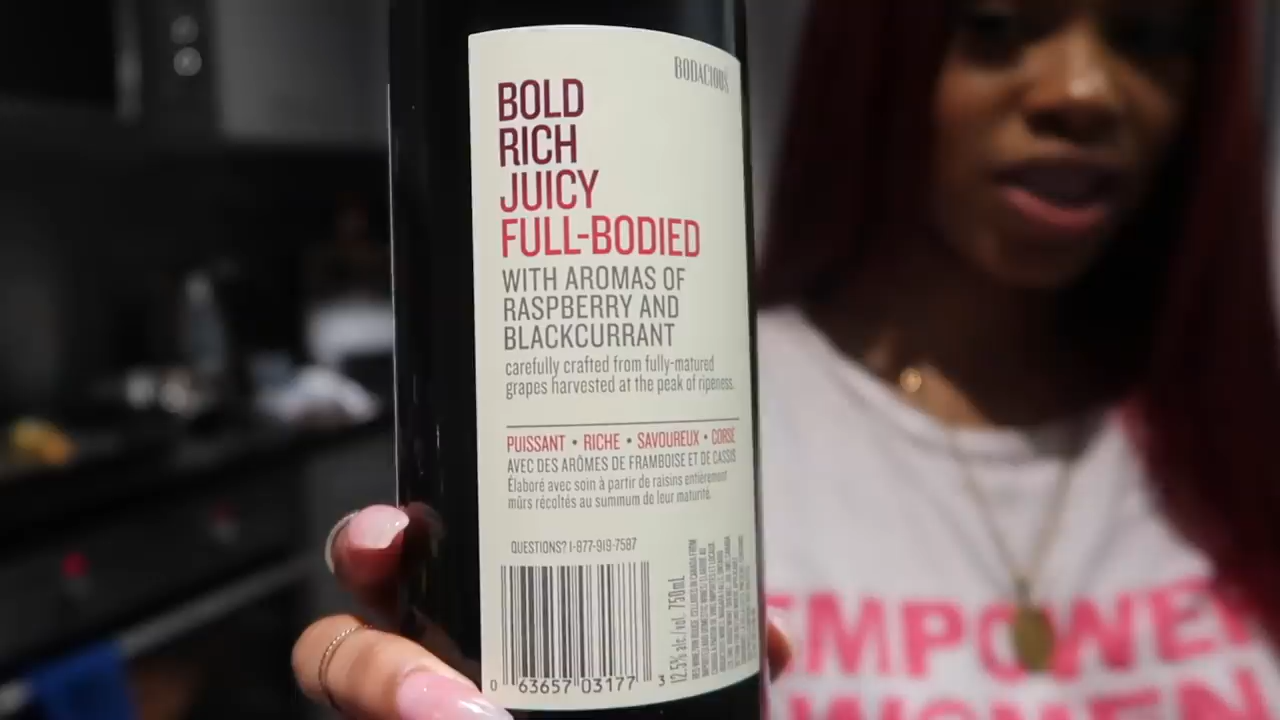 BODACIOUS
BOLD
RICH
JUICY
FULL-BODIED
WITH AROMAS OF
RASPBERRY AND
BLACKCURRANT
carefully crafted from fully-matured
grapes harvested at the peak of ripeness.
PUISSANT • RICHE • SAVOUREUX • CORSÉ
AVEC DES ARÔMES DE FRAMBOISE ET DE CASSIS
Élaboré avec soin à partir de raisins entièrement
mûrs récoltés au summum de leur maturité.
QUESTIONS? 1-877-919-7587
0 63657 03177 3
12.5% alc./vol. 750mL
EMPOWER
WOMEN